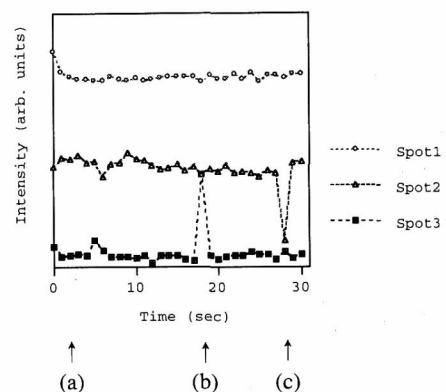 Intensity (arb. units)
Spot1
Spot2
Spot3
0 10 20 30
Time (sec)
(a) (b) (c)